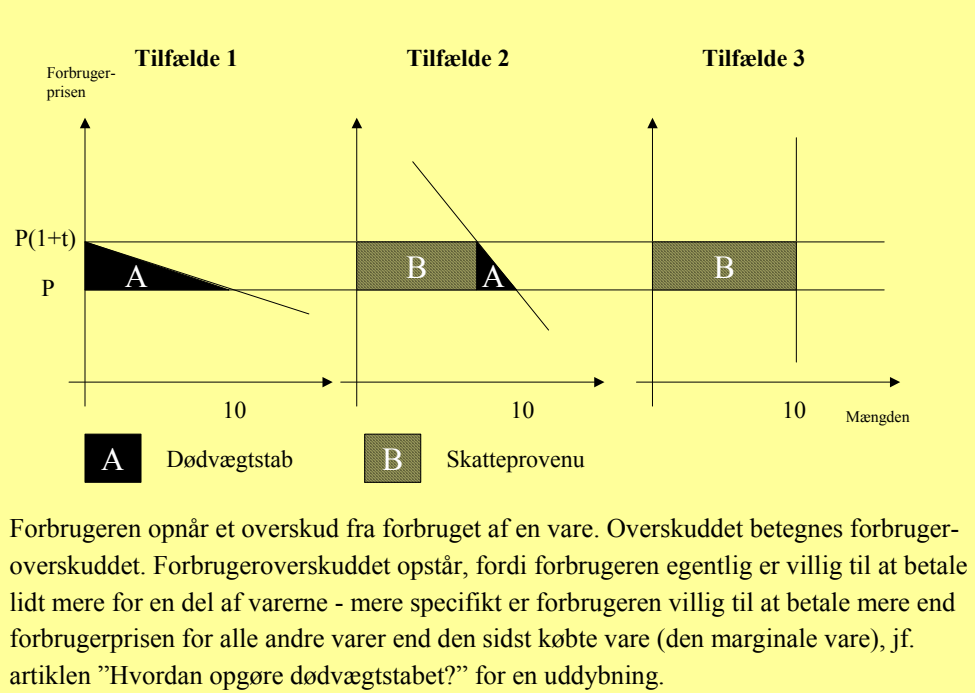 Tilfælde 1
Tilfælde 2
Tilfælde 3
Forbruger-
prisen
P(1+t)
P
A
B
A
B
10
10
10
Mængden
A
Dødvægtstab
B
Skatteprovenu
Forbrugeren opnår et overskud fra forbruget af en vare. Overskuddet betegnes forbruger-
overskuddet. Forbrugeroverskuddet opstår, fordi forbrugeren egentlig er villig til at betale
lidt mere for en del af varerne - mere specifikt er forbrugeren villig til at betale mere end
forbrugerprisen for alle andre varer end den sidst købte vare (den marginale vare), jf.
artiklen ”Hvordan opgøre dødvægtstabet?” for en uddybning.